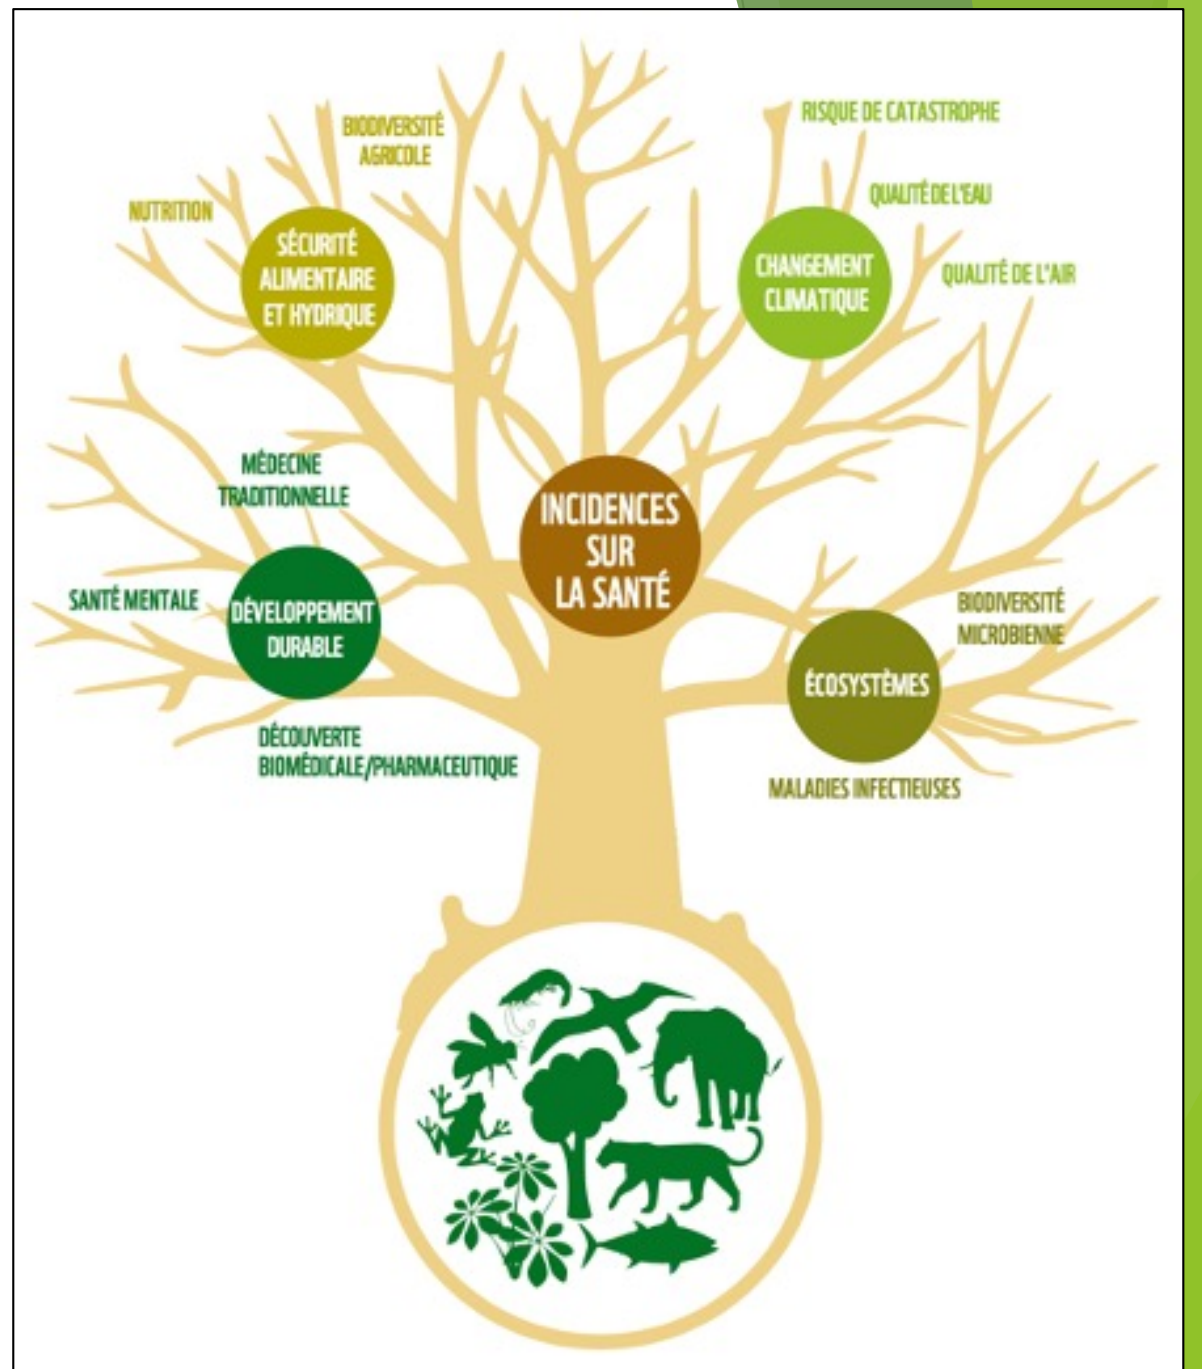 BIODIVERSITÉ
AGRICOLE
NUTRITION
SÉCURITÉ
ALIMENTAIRE
ET HYDRIQUE
RISQUE DE CATASTROPHE
QUALITÉ DE L'EAU
QUALITÉ DE L'AIR
CHANGEMENT
CLIMATIQUE
MÉDECINE
TRADITIONNELLE
SANTÉ MENTALE
DÉVELOPPEMENT
DURABLE
DÉCOUVERTE
BIOMÉDICALE/PHARMACEUTIQUE
INCIDENCES
SUR
LA SANTÉ
BIODIVERSITÉ
MICROBIENNE
ÉCOSYSTÈMES
MALADIES INFECTIEUSES